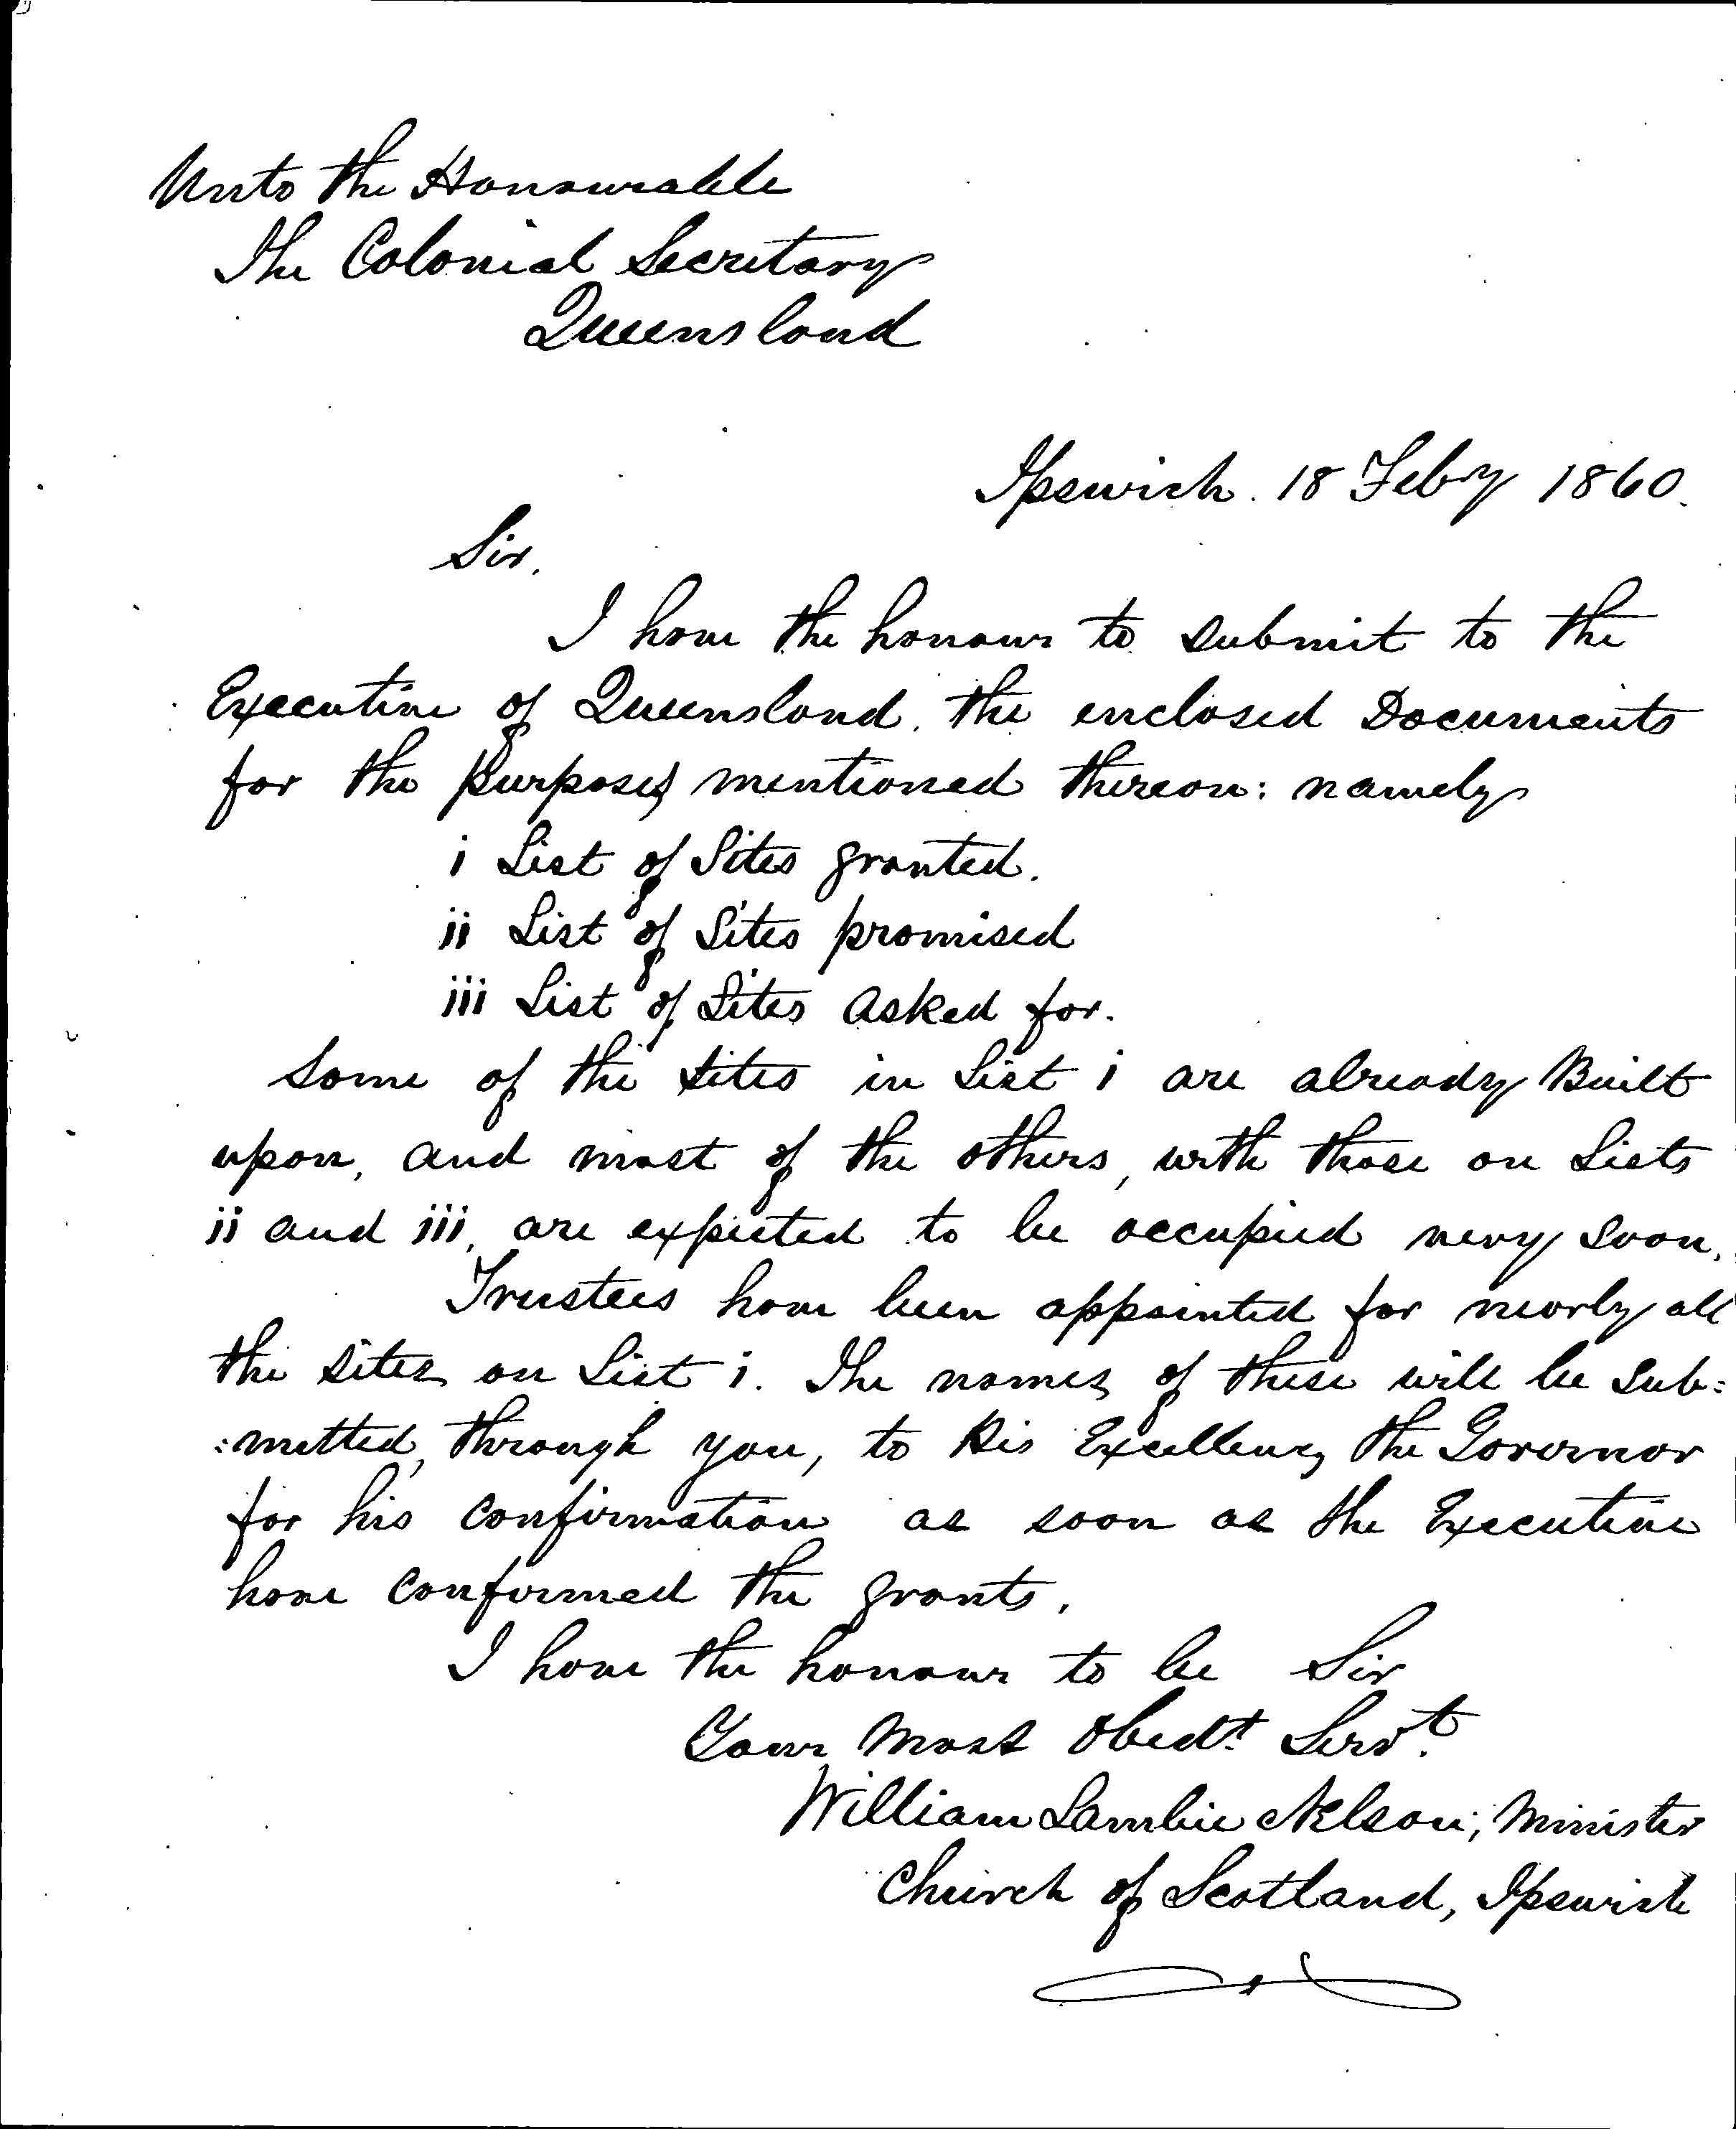 Unto the Honourable
The Colonial Secretary
Queensland
Ipswich. 18 Feby 1860.
Sir.
I have the honour to submit to the
Executive of Queensland. the enclosed Documents
for the purposes mentioned thereon: namely
i List of Sites granted.
ii List of Sites promised
iii List of Sites asked for.
Some of the sites in List i are already Built
upon, and most of the others, with those on Lists
ii and iii, are expected to be occupied very soon.
Trustees have been appointed for nearly all
the sites on List i. The names of these will be sub=
:mitted, through you, to His Excellency the Governor
for his confirmation as soon as the Executive
have confirmed the grants.
I have the honour to be Sir
Your Most Obedt. Servt.
William Lambie Nelson; Minister
Church of Scotland, Ipswich